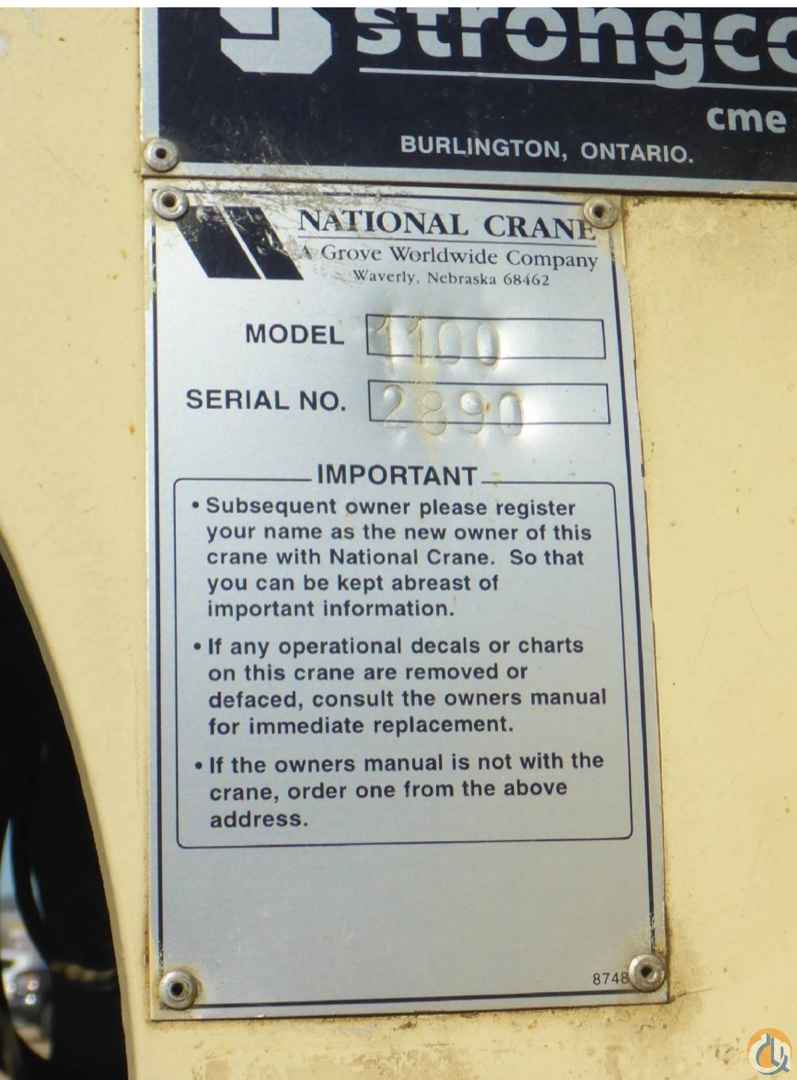 strongco
cme
BURLINGTON, ONTARIO.
NATIONAL CRANE
A Grove Worldwide Company
Waverly, Nebraska 68462
MODEL 1100
SERIAL NO. 2890
IMPORTANT
• Subsequent owner please register
your name as the new owner of this
crane with National Crane. So that
you can be kept abreast of
important information.
• If any operational decals or charts
on this crane are removed or
defaced, consult the owners manual
for immediate replacement.
• If the owners manual is not with the
crane, order one from the above
address.
8748